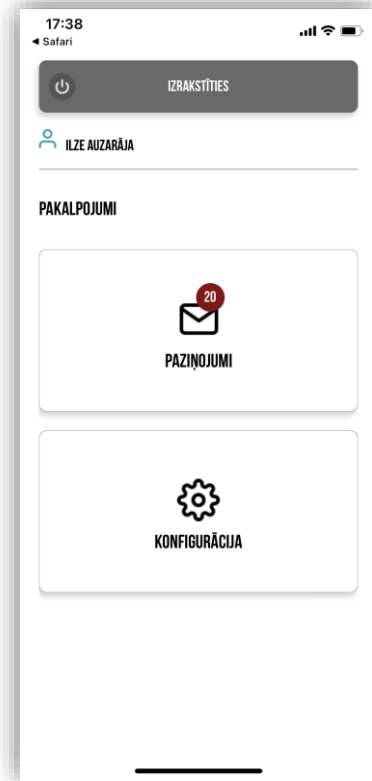 17:38
◄ Safari
IZRAKSTĪTIES
ILZE AUZARĀJA
PAKALPOJUMI
20
PAZIŅOJUMI
KONFIGURĀCIJA